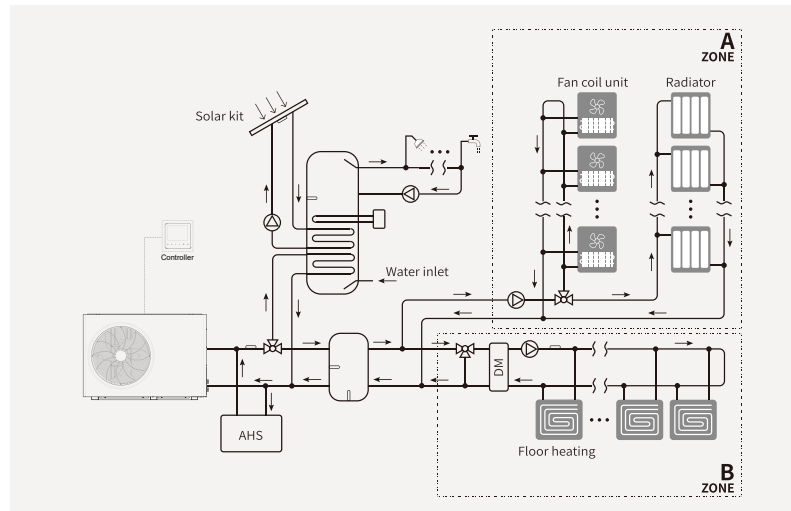 A
ZONE
Fan coil unit
Radiator
Solar kit
Controller
Water inlet
DM
AHS
Floor heating
B
ZONE